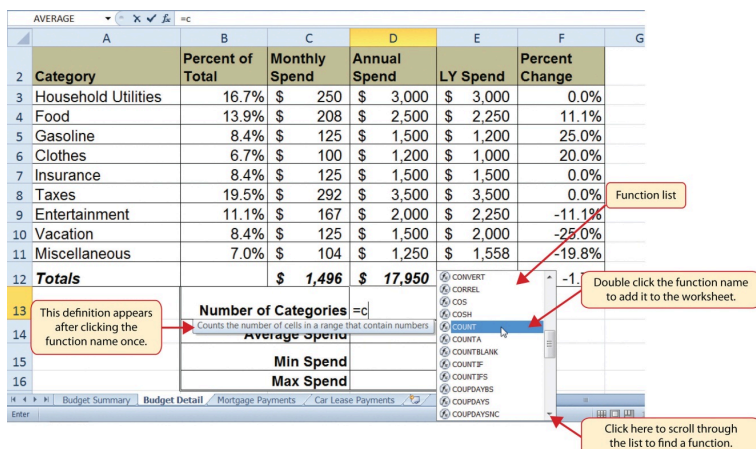 AVERAGE fx =c
A B C D E F G
2 Category Percent of Total Monthly Spend Annual Spend LY Spend Percent Change
3 Household Utilities 16.7% $ 250 $ 3,000 $ 3,000 0.0%
4 Food 13.9% $ 208 $ 2,500 $ 2,250 11.1%
5 Gasoline 8.4% $ 125 $ 1,500 $ 1,200 25.0%
6 Clothes 6.7% $ 100 $ 1,200 $ 1,000 20.0%
7 Insurance 8.4% $ 125 $ 1,500 $ 1,500 0.0%
8 Taxes 19.5% $ 292 $ 3,500 $ 3,500 0.0%
9 Entertainment 11.1% $ 167 $ 2,000 $ 2,250 -11.1%
10 Vacation 8.4% $ 125 $ 1,500 $ 2,000 -25.0%
11 Miscellaneous 7.0% $ 104 $ 1,250 $ 1,558 -19.8%
12 Totals $ 1,496 $ 17,950
13 Number of Categories =c
Counts the number of cells in a range that contain numbers
14 Average Spend
15 Min Spend
16 Max Spend
CONVERT
CORREL
COS
COSH
COUNT
COUNTA
COUNTBLANK
COUNTIF
COUNTIFS
COUPDAYBS
COUPDAYS
COUPDAYSNC
Function list
Double click the function name
to add it to the worksheet.
This definition appears
after clicking the
function name once.
Click here to scroll through
the list to find a function.
Budget Summary Budget Detail Mortgage Payments Car Lease Payments
Enter